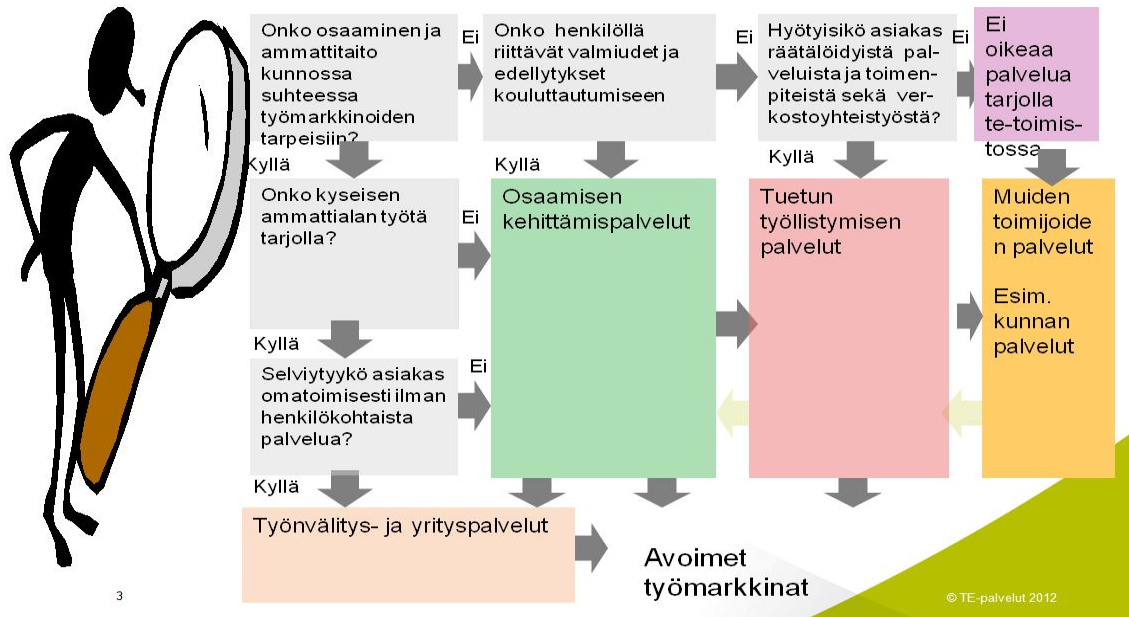 Onko osaaminen ja
ammattitaito
kunnossa
suhteessa
työmarkkinoiden
tarpeisiin?
Ei
Onko henkilöllä
riittävät valmiudet ja
edellytykset
kouluttautumiseen
Ei
Hyötyisikö asiakas
räätälöidyistä pal-
veluista ja toimen-
piteistä sekä ver-
kostoyhteistyöstä?
Ei
Ei
oikeaa
palvelua
tarjolla
te-toimis-
tossa
Kyllä
Kyllä
Kyllä
Onko kyseisen
ammattialan työtä
tarjolla?
Ei
Osaamisen
kehittämispalvelut
Tuetun
työllistymisen
palvelut
Muiden
toimijoide
n palvelut
Esim.
kunnan
palvelut
Kyllä
Selviytyykö asiakas
omatoimisesti ilman
henkilökohtaista
palvelua?
Ei
Kyllä
Työnvälitys- ja yrityspalvelut
Avoimet
työmarkkinat
3
© TE-palvelut 2012